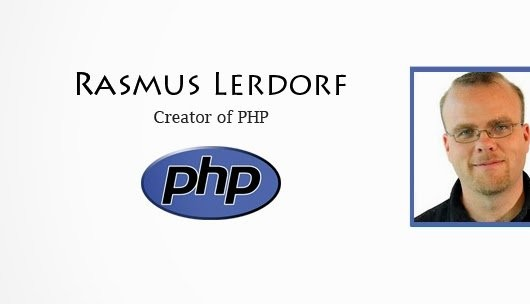 Rasmus Lerdorf
Creator of PHP
php